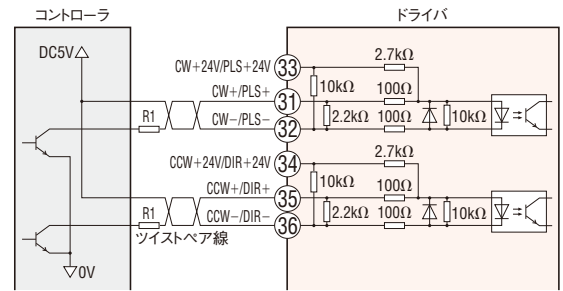 コントローラ
ドライバ
DC5V
CW+24V/PLS+24V
33
2.7kΩ
10kΩ
CW+/PLS+
31
100Ω
R1
2.2kΩ
100Ω
10kΩ
CW−/PLS−
32
CCW+24V/DIR+24V
34
2.7kΩ
10kΩ
CCW+/DIR+
35
100Ω
R1
2.2kΩ
100Ω
10kΩ
CCW−/DIR−
36
ツイストペア線
0V